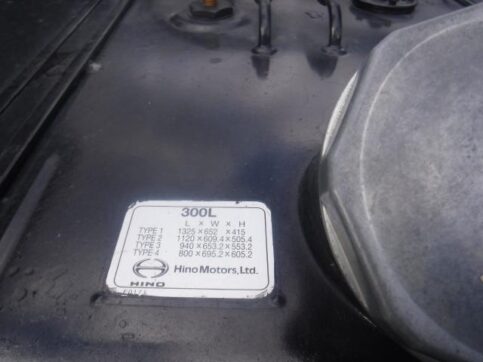 300L
L × W × H
TYPE 1 1325 × 652 × 415
TYPE 2 1120 × 609.4 × 505.4
TYPE 3 940 × 653.2 × 553.2
TYPE 4 800 × 695.2 × 605.2
HINO Hino Motors, Ltd.